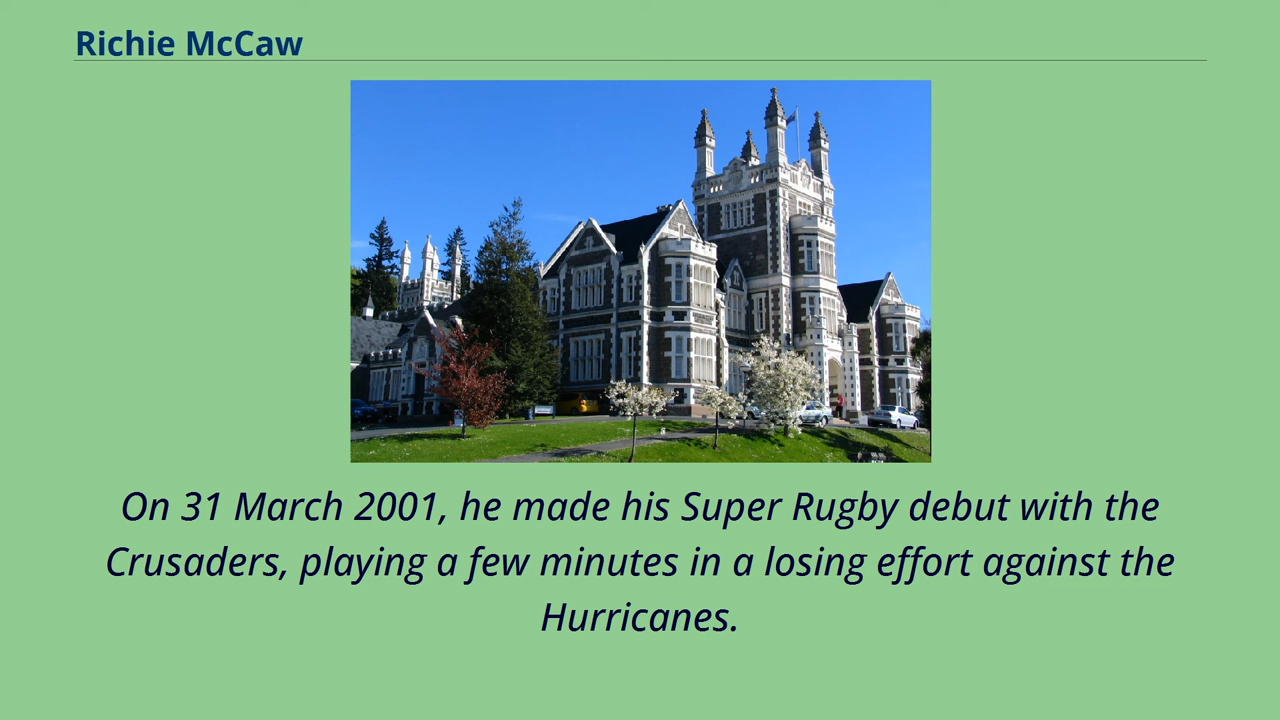 Richie McCaw
On 31 March 2001, he made his Super Rugby debut with the
Crusaders, playing a few minutes in a losing effort against the
Hurricanes.